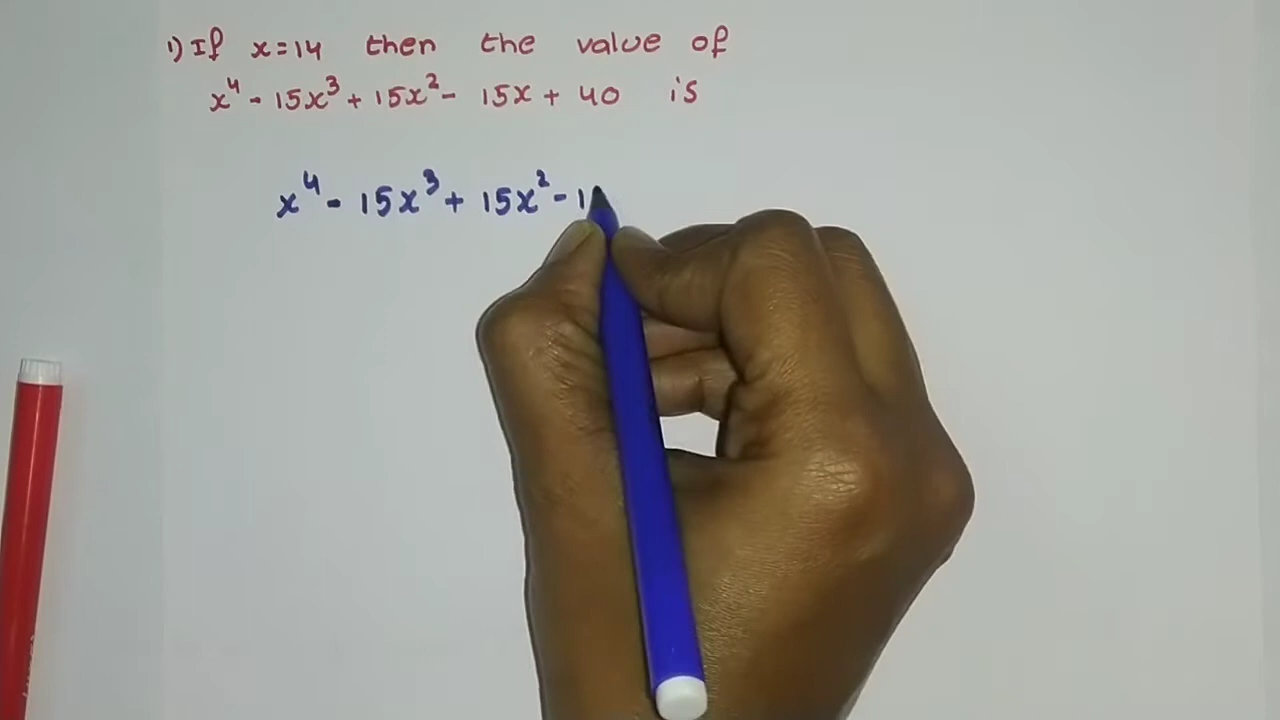 1) If x=14 then the value of
x⁴ - 15x³ + 15x² - 15x + 40 is
x⁴ - 15x³ + 15x² - 1